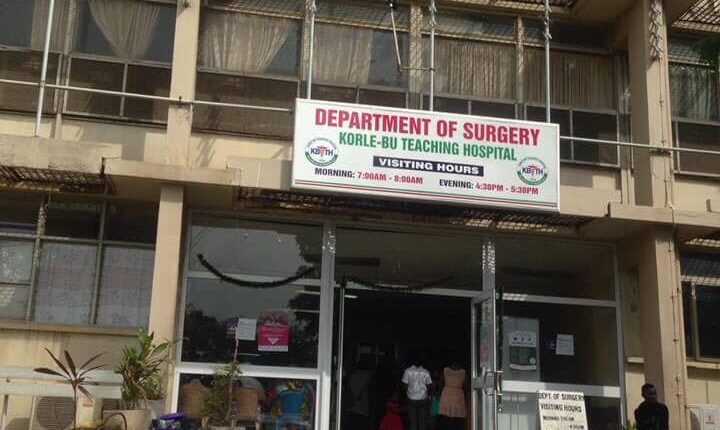 DEPARTMENT OF SURGERY
KORLE-BU TEACHING HOSPITAL
KBTH
KBTH
VISITING HOURS
MORNING: 7:00AM - 8:00AM EVENING: 4:30PM - 5:30PM
DEPT. OF SURGERY
VISITING HOURS
MORNING